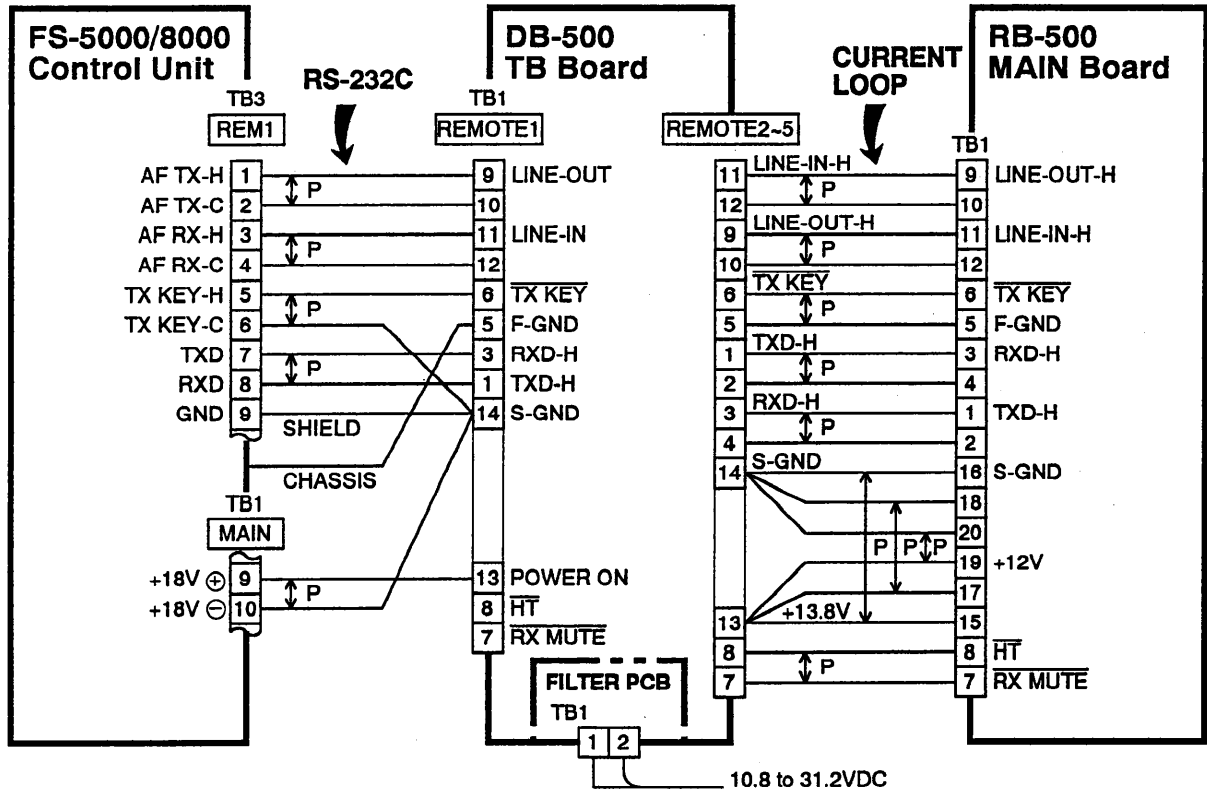 FS-5000/8000
Control Unit
DB-500
TB Board
RB-500
MAIN Board
RS-232C
CURRENT
LOOP
TB3
REM1
TB1
REMOTE1
REMOTE2~5
TB1
AF TX-H 1 P 9 LINE-OUT
AF TX-C 2 10
AF RX-H 3 P 11 LINE-IN
AF RX-C 4 12
TX KEY-H 5 P 6 TX KEY
TX KEY-C 6 5 F-GND
TXD 7 P 3 RXD-H
RXD 8 1 TXD-H
GND 9 SHIELD 14 S-GND
CHASSIS
TB1
MAIN
+18V ⊕ 9 P 13 POWER ON
+18V ⊖ 10 8 HT
7 RX MUTE
11 LINE-IN-H P 9 LINE-OUT-H
12 10
9 LINE-OUT-H P 11 LINE-IN-H
10 12
6 TX KEY P 6 TX KEY
5 5 F-GND
1 TXD-H P 3 RXD-H
2 4
3 RXD-H P 1 TXD-H
4 2
14 S-GND 16 S-GND
18
20
P P P
19 +12V
17
13 +13.8V 15
8 P 8 HT
7 7 RX MUTE
FILTER PCB
TB1
1 2
10.8 to 31.2VDC